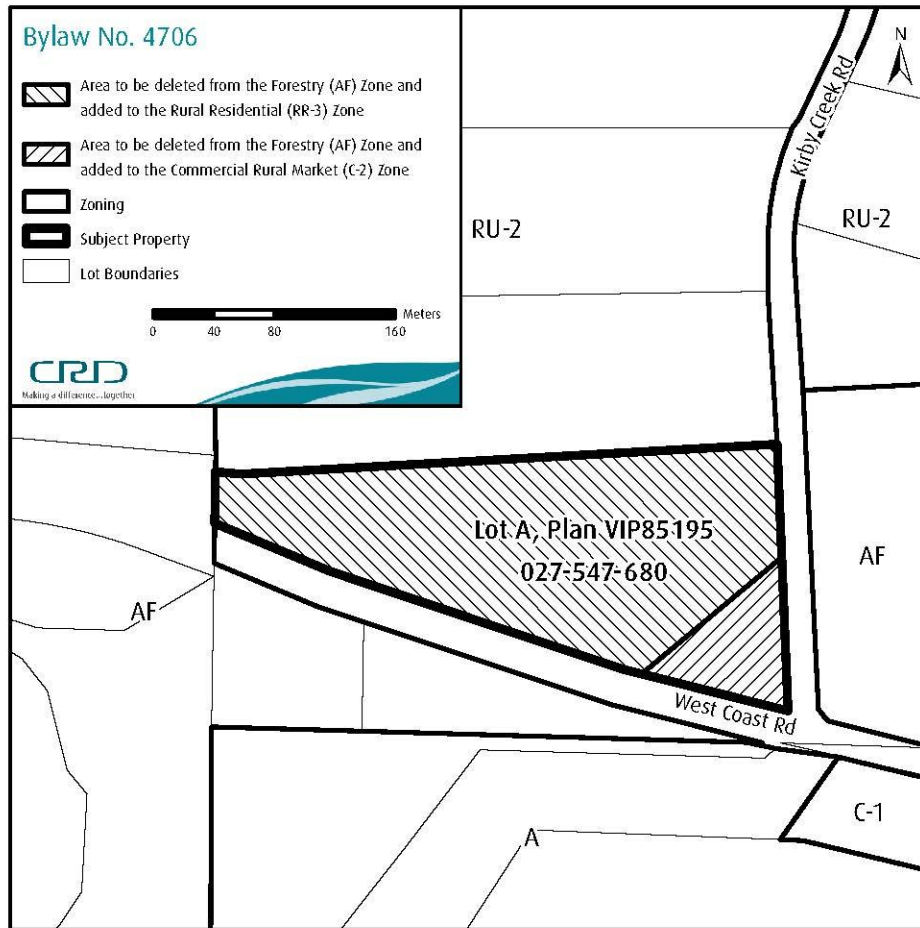 Bylaw No. 4706
Area to be deleted from the Forestry (AF) Zone and
added to the Rural Residential (RR-3) Zone
Area to be deleted from the Forestry (AF) Zone and
added to the Commercial Rural Market (C-2) Zone
Zoning
Subject Property
Lot Boundaries
Meters
0 40 80 160
CRD
Making a difference...together
N
Kirby Creek Rd
RU-2
RU-2
Lot A, Plan VIP85195
027-547-680
AF
AF
West Coast Rd
C-1
A